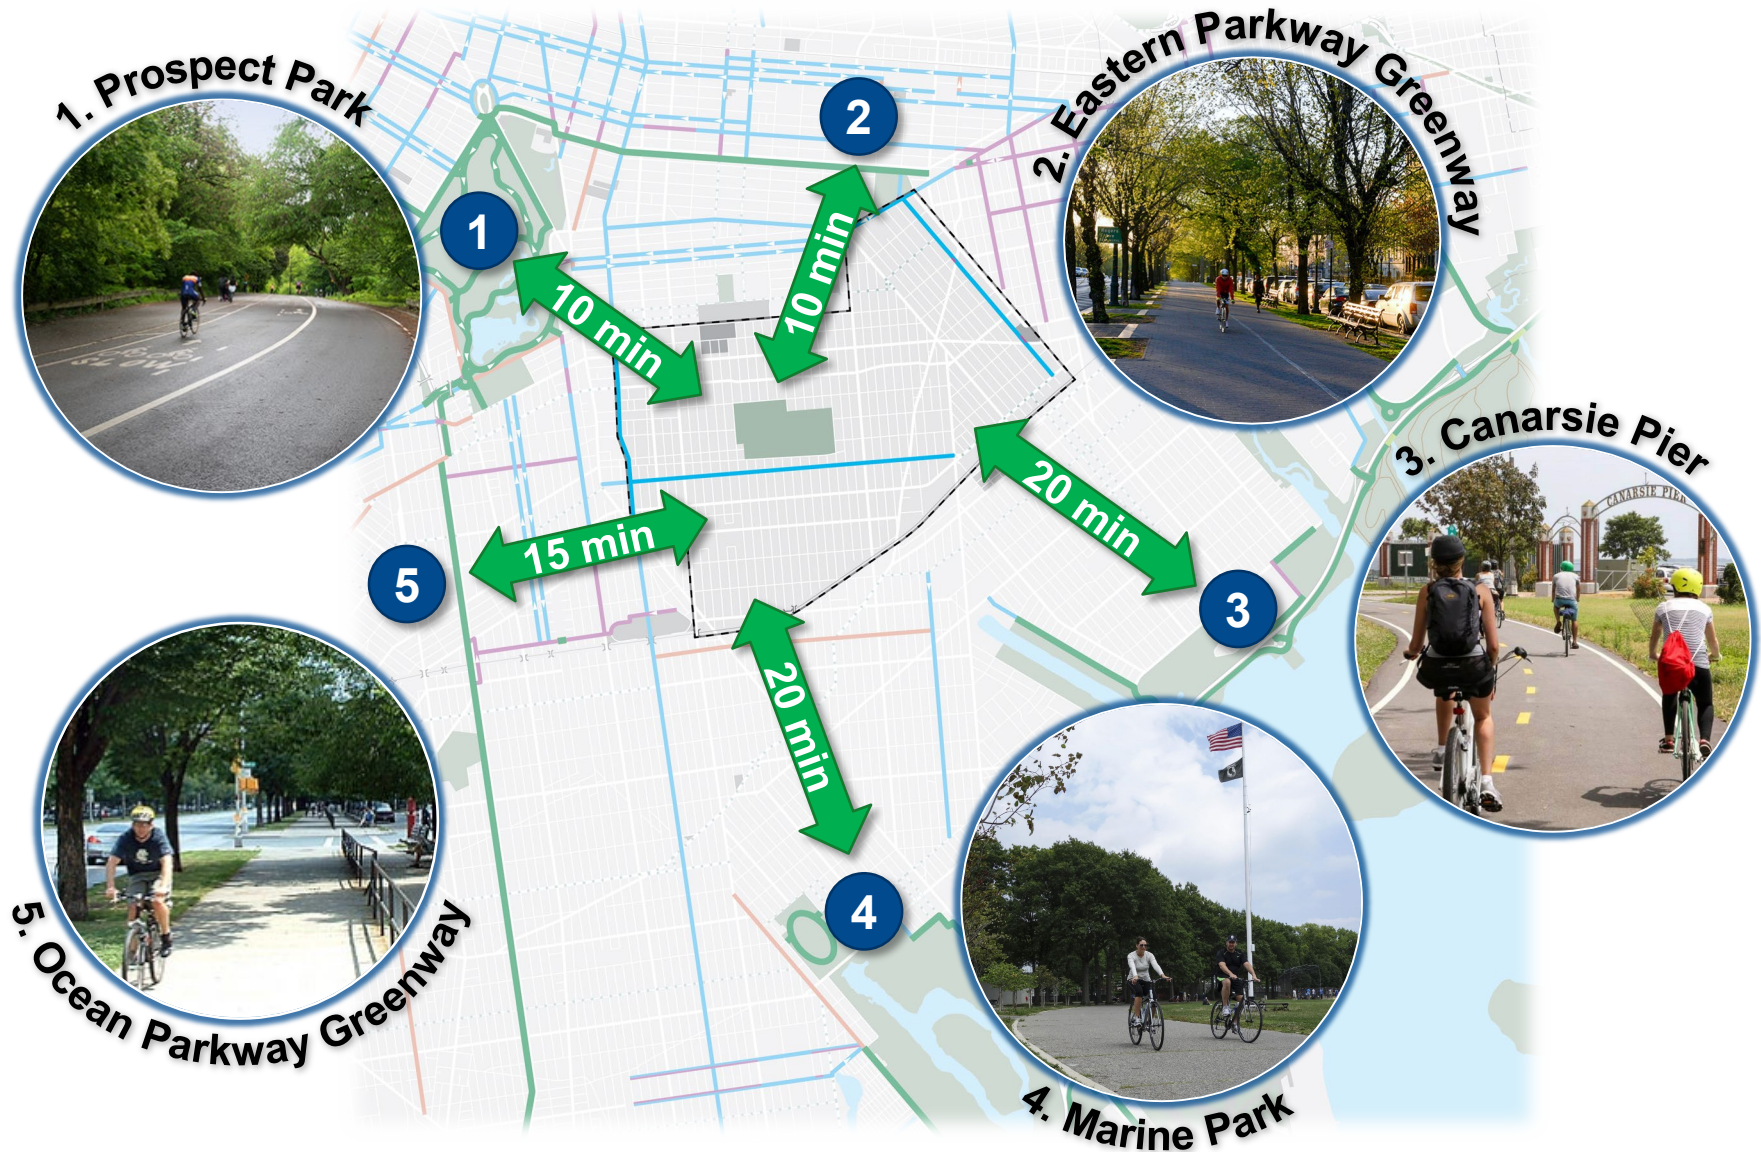 1. Prospect Park
2. Eastern Parkway Greenway
3. Canarsie Pier
4. Marine Park
5. Ocean Parkway Greenway
1
2
3
4
5
10 min
10 min
20 min
20 min
15 min
CANARSIE PIER